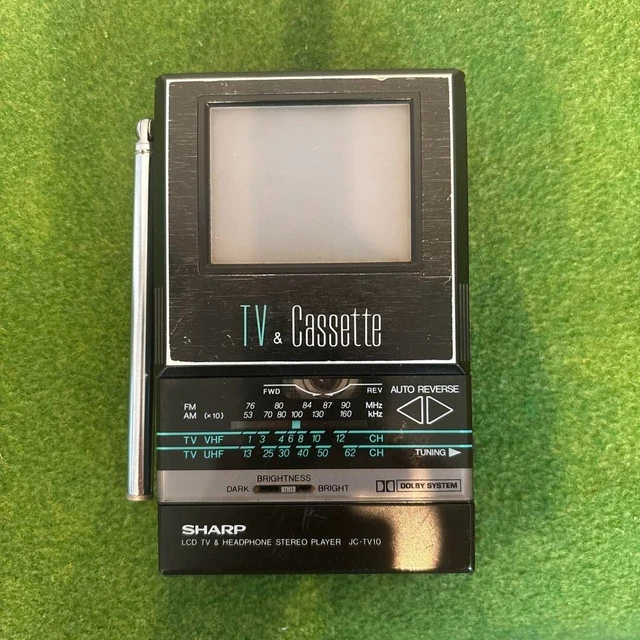 TV & Cassette
FWD REV AUTO REVERSE
FM 76 80 84 87 90 MHz
AM (×10) 53 70 80 100 130 160 kHz
TV VHF 1 3 4 6 8 10 12 CH
TV UHF 13 25 30 40 50 62 CH TUNING
BRIGHTNESS
DARK BRIGHT DOLBY SYSTEM
SHARP
LCD TV & HEADPHONE STEREO PLAYER JC-TV10